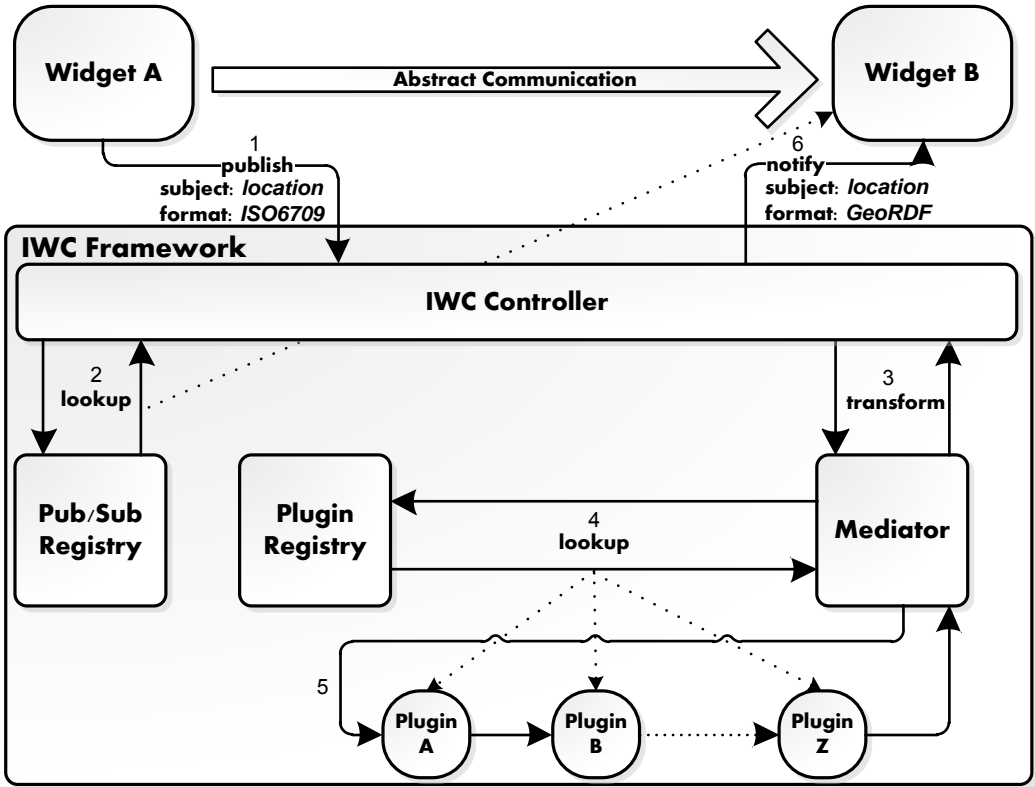 Widget A
Abstract Communication
Widget B
1
publish
subject: location
format: ISO6709
6
notify
subject: location
format: GeoRDF
IWC Framework
IWC Controller
2
lookup
3
transform
Pub/Sub
Registry
Plugin
Registry
4
lookup
Mediator
5
Plugin
A
Plugin
B
Plugin
Z